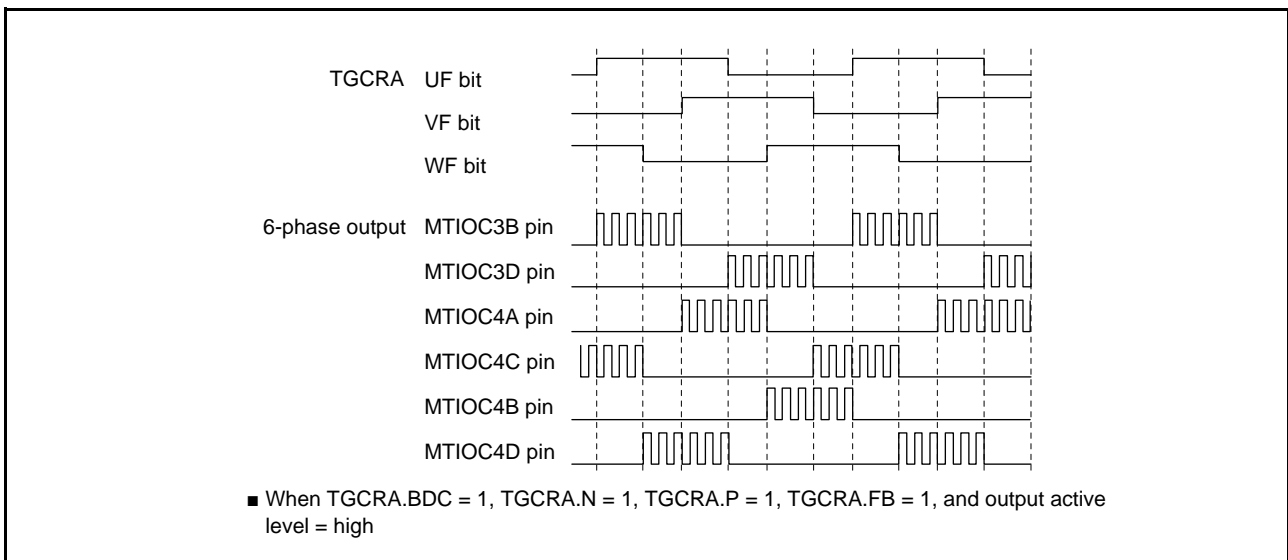 TGCRA UF bit
VF bit
WF bit
6-phase output MTIOC3B pin
MTIOC3D pin
MTIOC4A pin
MTIOC4C pin
MTIOC4B pin
MTIOC4D pin
■ When TGCRA.BDC = 1, TGCRA.N = 1, TGCRA.P = 1, TGCRA.FB = 1, and output active
level = high